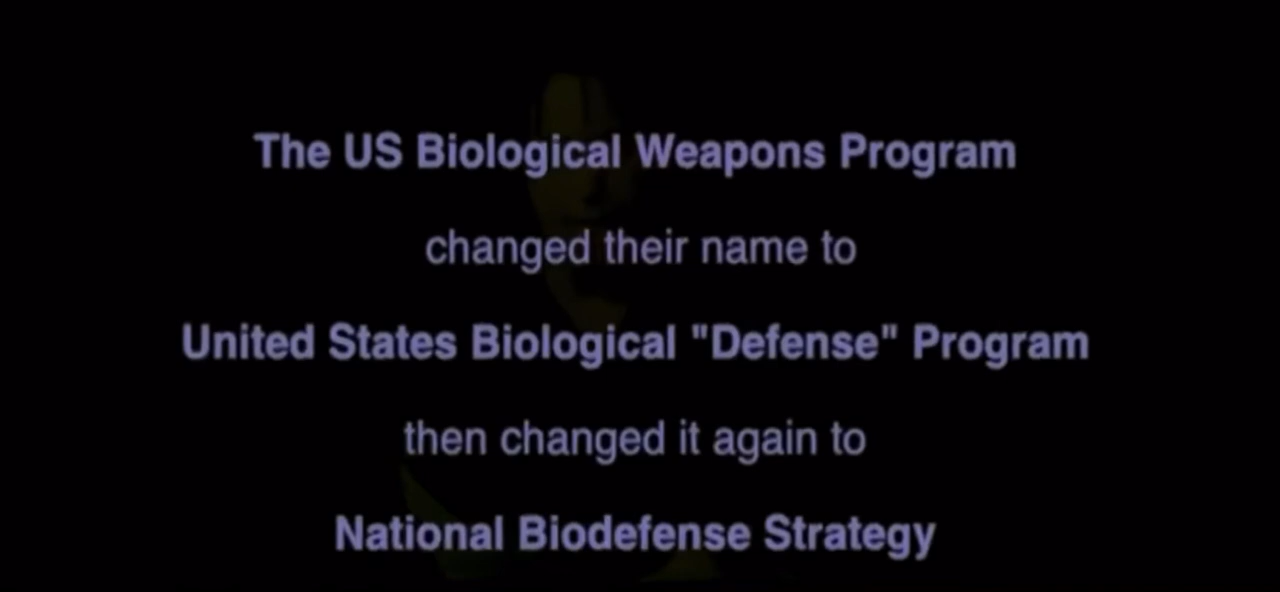 The US Biological Weapons Program
changed their name to
United States Biological "Defense" Program
then changed it again to
National Biodefense Strategy